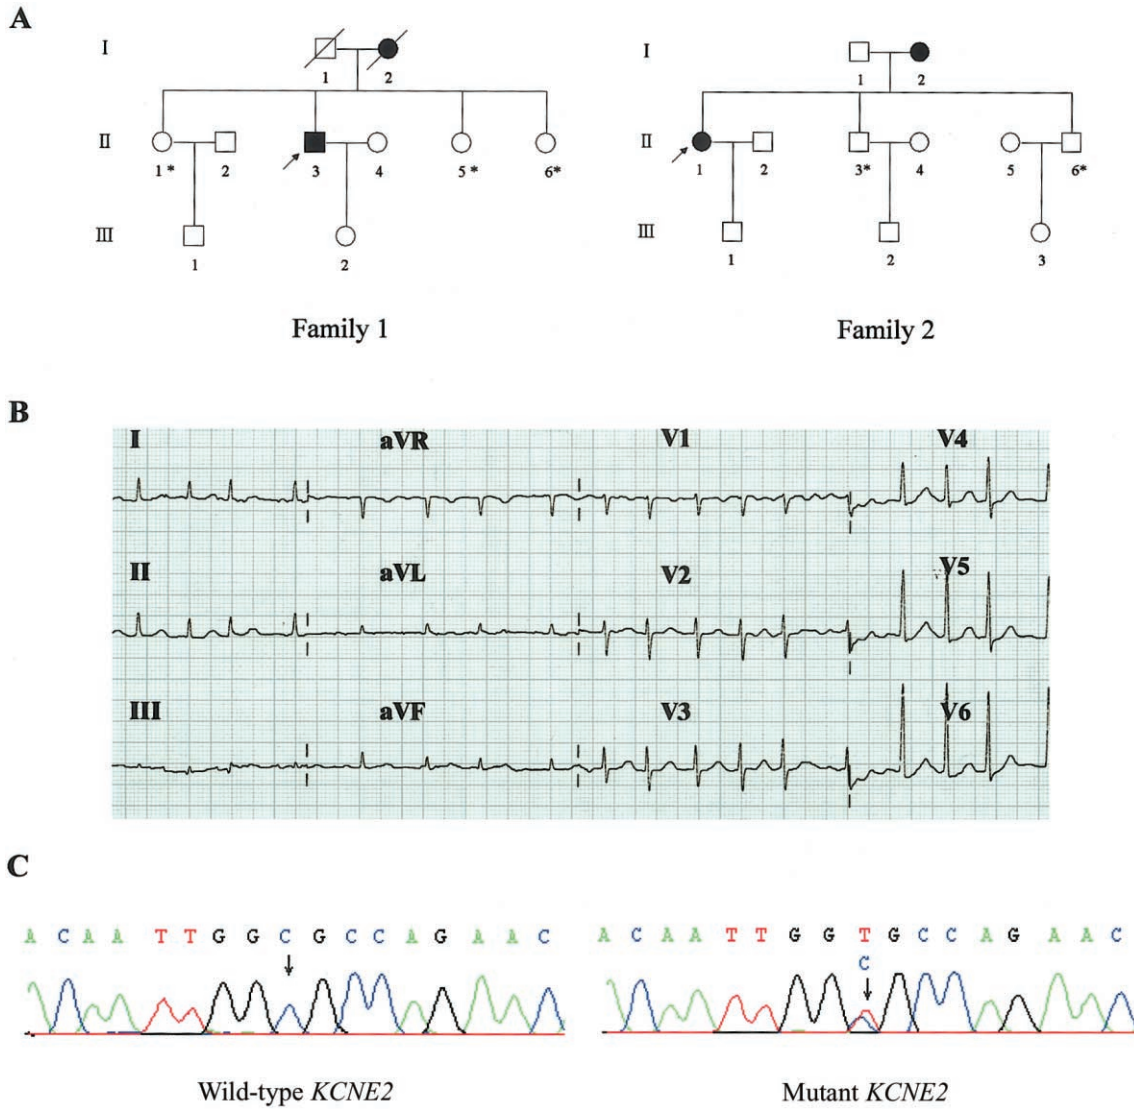 A
I
1
2
II
1*
2
3
4
5*
6*
III
1
2
Family 1
I
1
2
II
1
2
3*
4
5
6*
III
1
2
3
Family 2
B
I
aVR
V1
V4
II
aVL
V2
V5
III
aVF
V3
V6
C
A C A A T T G G C G C C A G A A C
Wild-type KCNE2
A C A A T T G G T G C C A G A A C
C
Mutant KCNE2